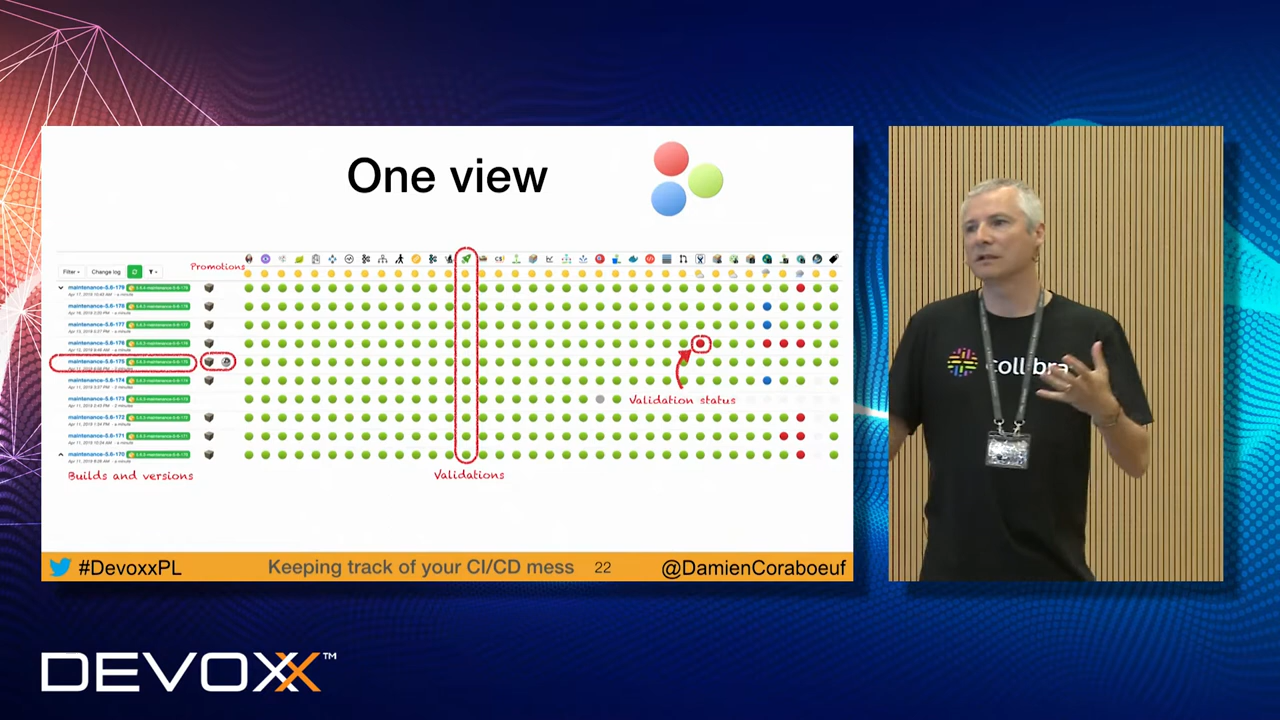 One view
Promotions
Filter Change log
maintenance-5.6-179
maintenance-5.6-178
maintenance-5.6-177
maintenance-5.6-176
maintenance-5.6-175
maintenance-5.6-174
maintenance-5.6-173
maintenance-5.6-172
maintenance-5.6-171
maintenance-5.6-170
Validation status
Builds and versions
Validations
#DevoxxPL
Keeping track of your CI/CD mess 22
@DamienCoraboeuf
collibra
DEVOXX™